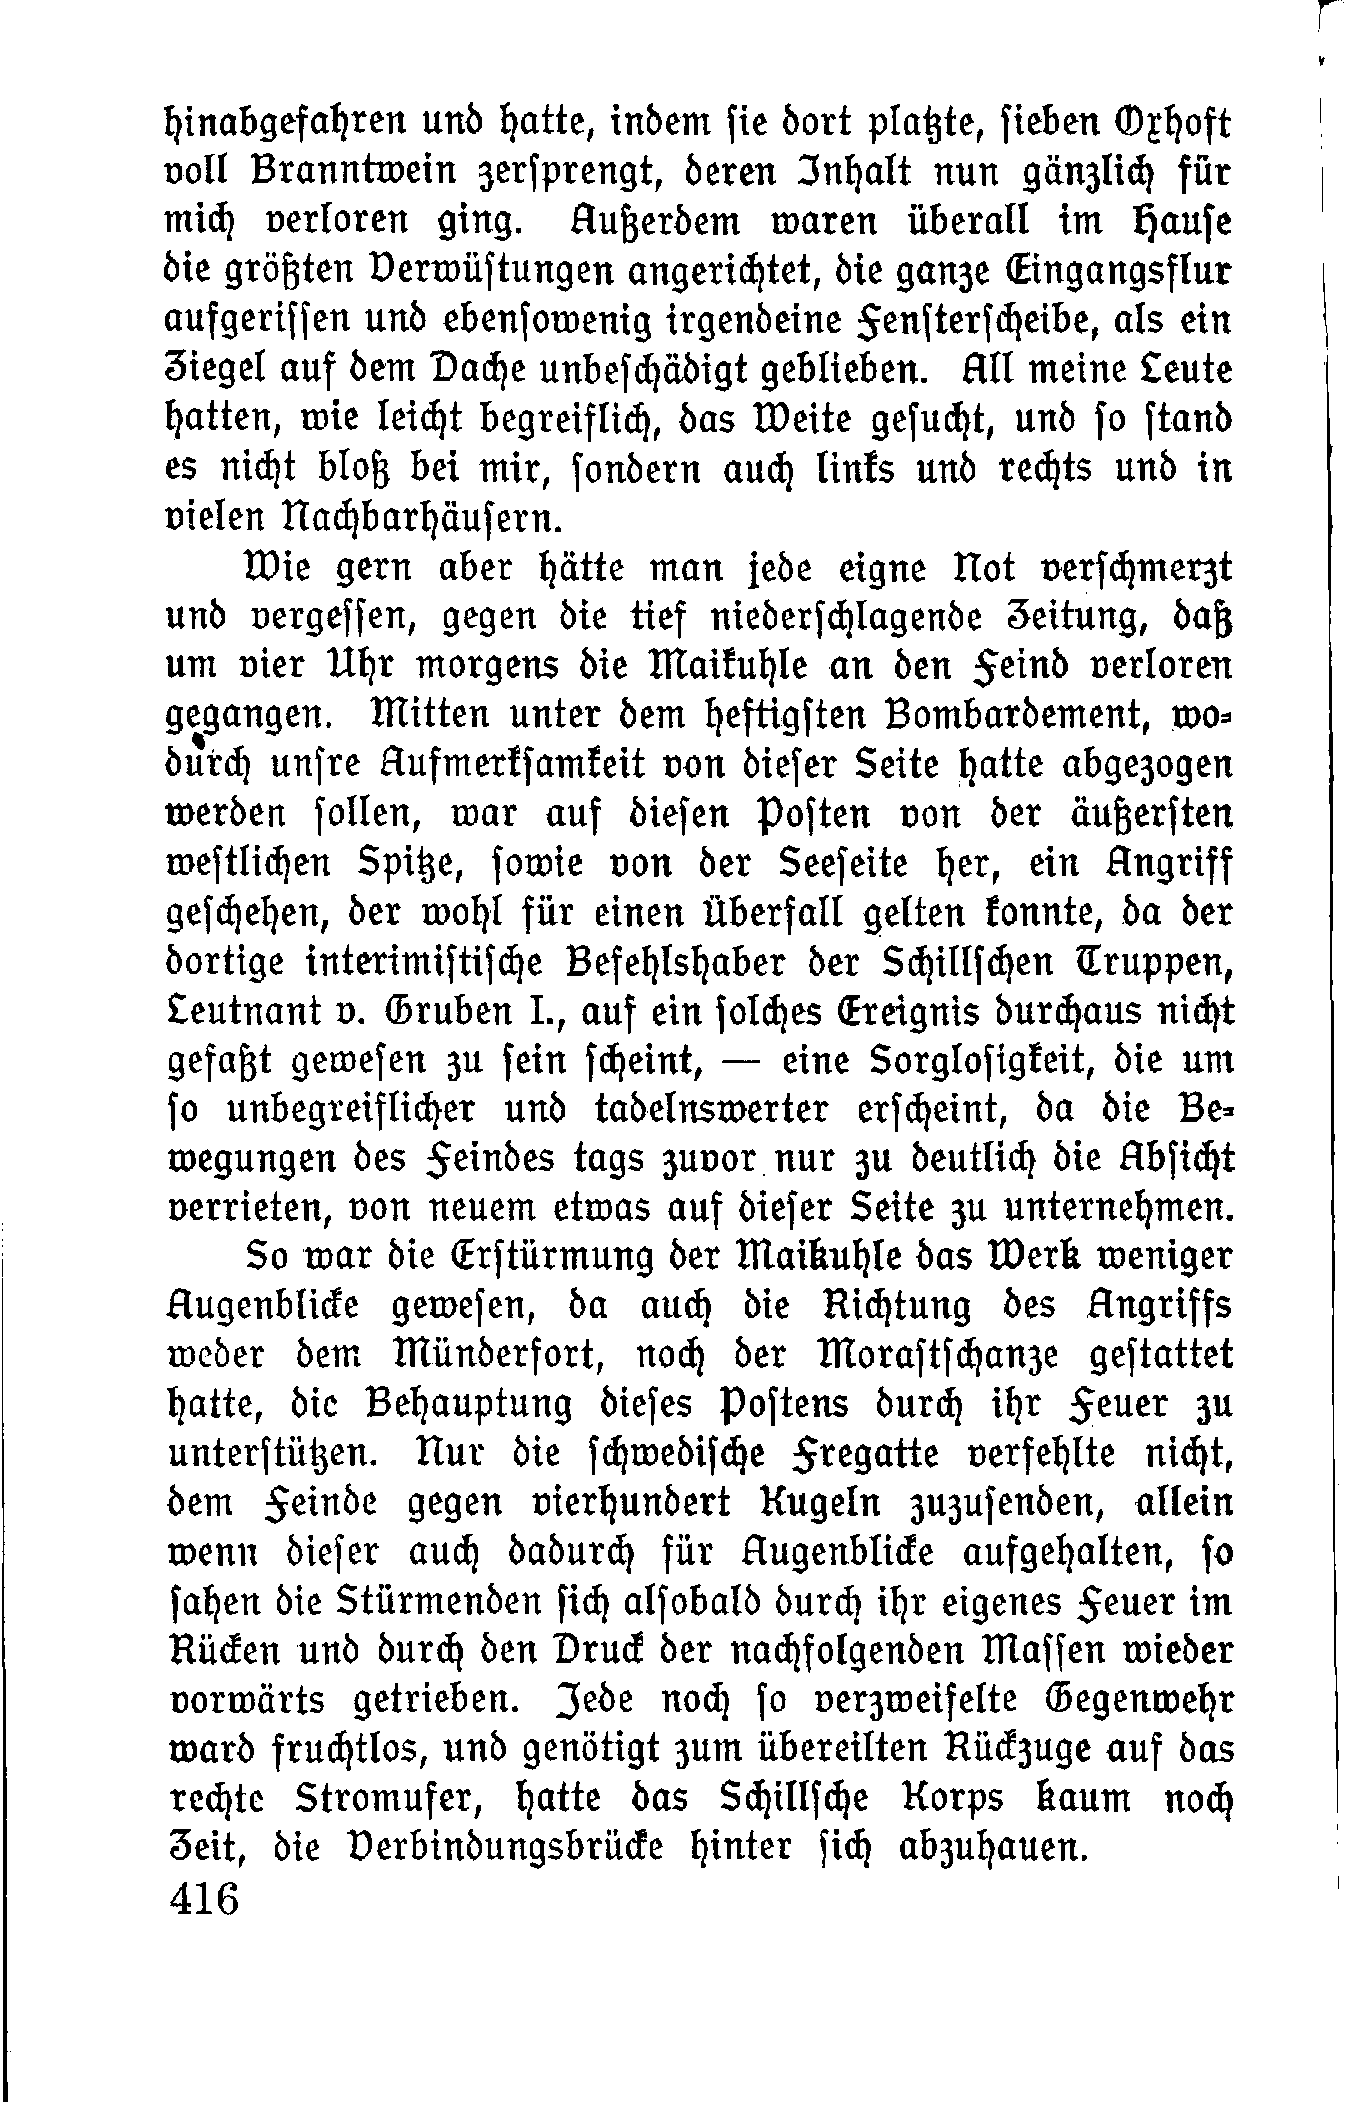 hinabgefahren und hatte, indem sie dort platzte, sieben Oxhoft
voll Branntwein zersprengt, deren Inhalt nun gänzlich für
mich verloren ging. Außerdem waren überall im Hause
die größten Verwüstungen angerichtet, die ganze Eingangsflur
aufgerissen und ebensowenig irgendeine Fensterscheibe, als ein
Ziegel auf dem Dache unbeschädigt geblieben. All meine Leute
hatten, wie leicht begreiflich, das Weite gesucht, und so stand
es nicht bloß bei mir, sondern auch links und rechts und in
vielen Nachbarhäusern.
Wie gern aber hätte man jede eigne Not verschmerzt
und vergessen, gegen die tief niederschlagende Zeitung, daß
um vier Uhr morgens die Maikuhle an den Feind verloren
gegangen. Mitten unter dem heftigsten Bombardement, wo-
durch unsre Aufmerksamkeit von dieser Seite hatte abgezogen
werden sollen, war auf diesen Posten von der äußersten
westlichen Spitze, sowie von der Seeseite her, ein Angriff
geschehen, der wohl für einen Überfall gelten konnte, da der
dortige interimistische Befehlshaber der Schillschen Truppen,
Leutnant v. Gruben I., auf ein solches Ereignis durchaus nicht
gefaßt gewesen zu sein scheint, — eine Sorglosigkeit, die um
so unbegreiflicher und tadelnswerter erscheint, da die Be-
wegungen des Feindes tags zuvor nur zu deutlich die Absicht
verrieten, von neuem etwas auf dieser Seite zu unternehmen.
So war die Erstürmung der Maikuhle das Werk weniger
Augenblicke gewesen, da auch die Richtung des Angriffs
weder dem Münderfort, noch der Morastschanze gestattet
hatte, die Behauptung dieses Postens durch ihr Feuer zu
unterstützen. Nur die schwedische Fregatte verfehlte nicht,
dem Feinde gegen vierhundert Kugeln zuzusenden, allein
wenn dieser auch dadurch für Augenblicke aufgehalten, so
sahen die Stürmenden sich alsobald durch ihr eigenes Feuer im
Rücken und durch den Druck der nachfolgenden Massen wieder
vorwärts getrieben. Jede noch so verzweifelte Gegenwehr
ward fruchtlos, und genötigt zum übereilten Rückzuge auf das
rechte Stromufer, hatte das Schillsche Korps kaum noch
Zeit, die Verbindungsbrücke hinter sich abzuhauen.
416